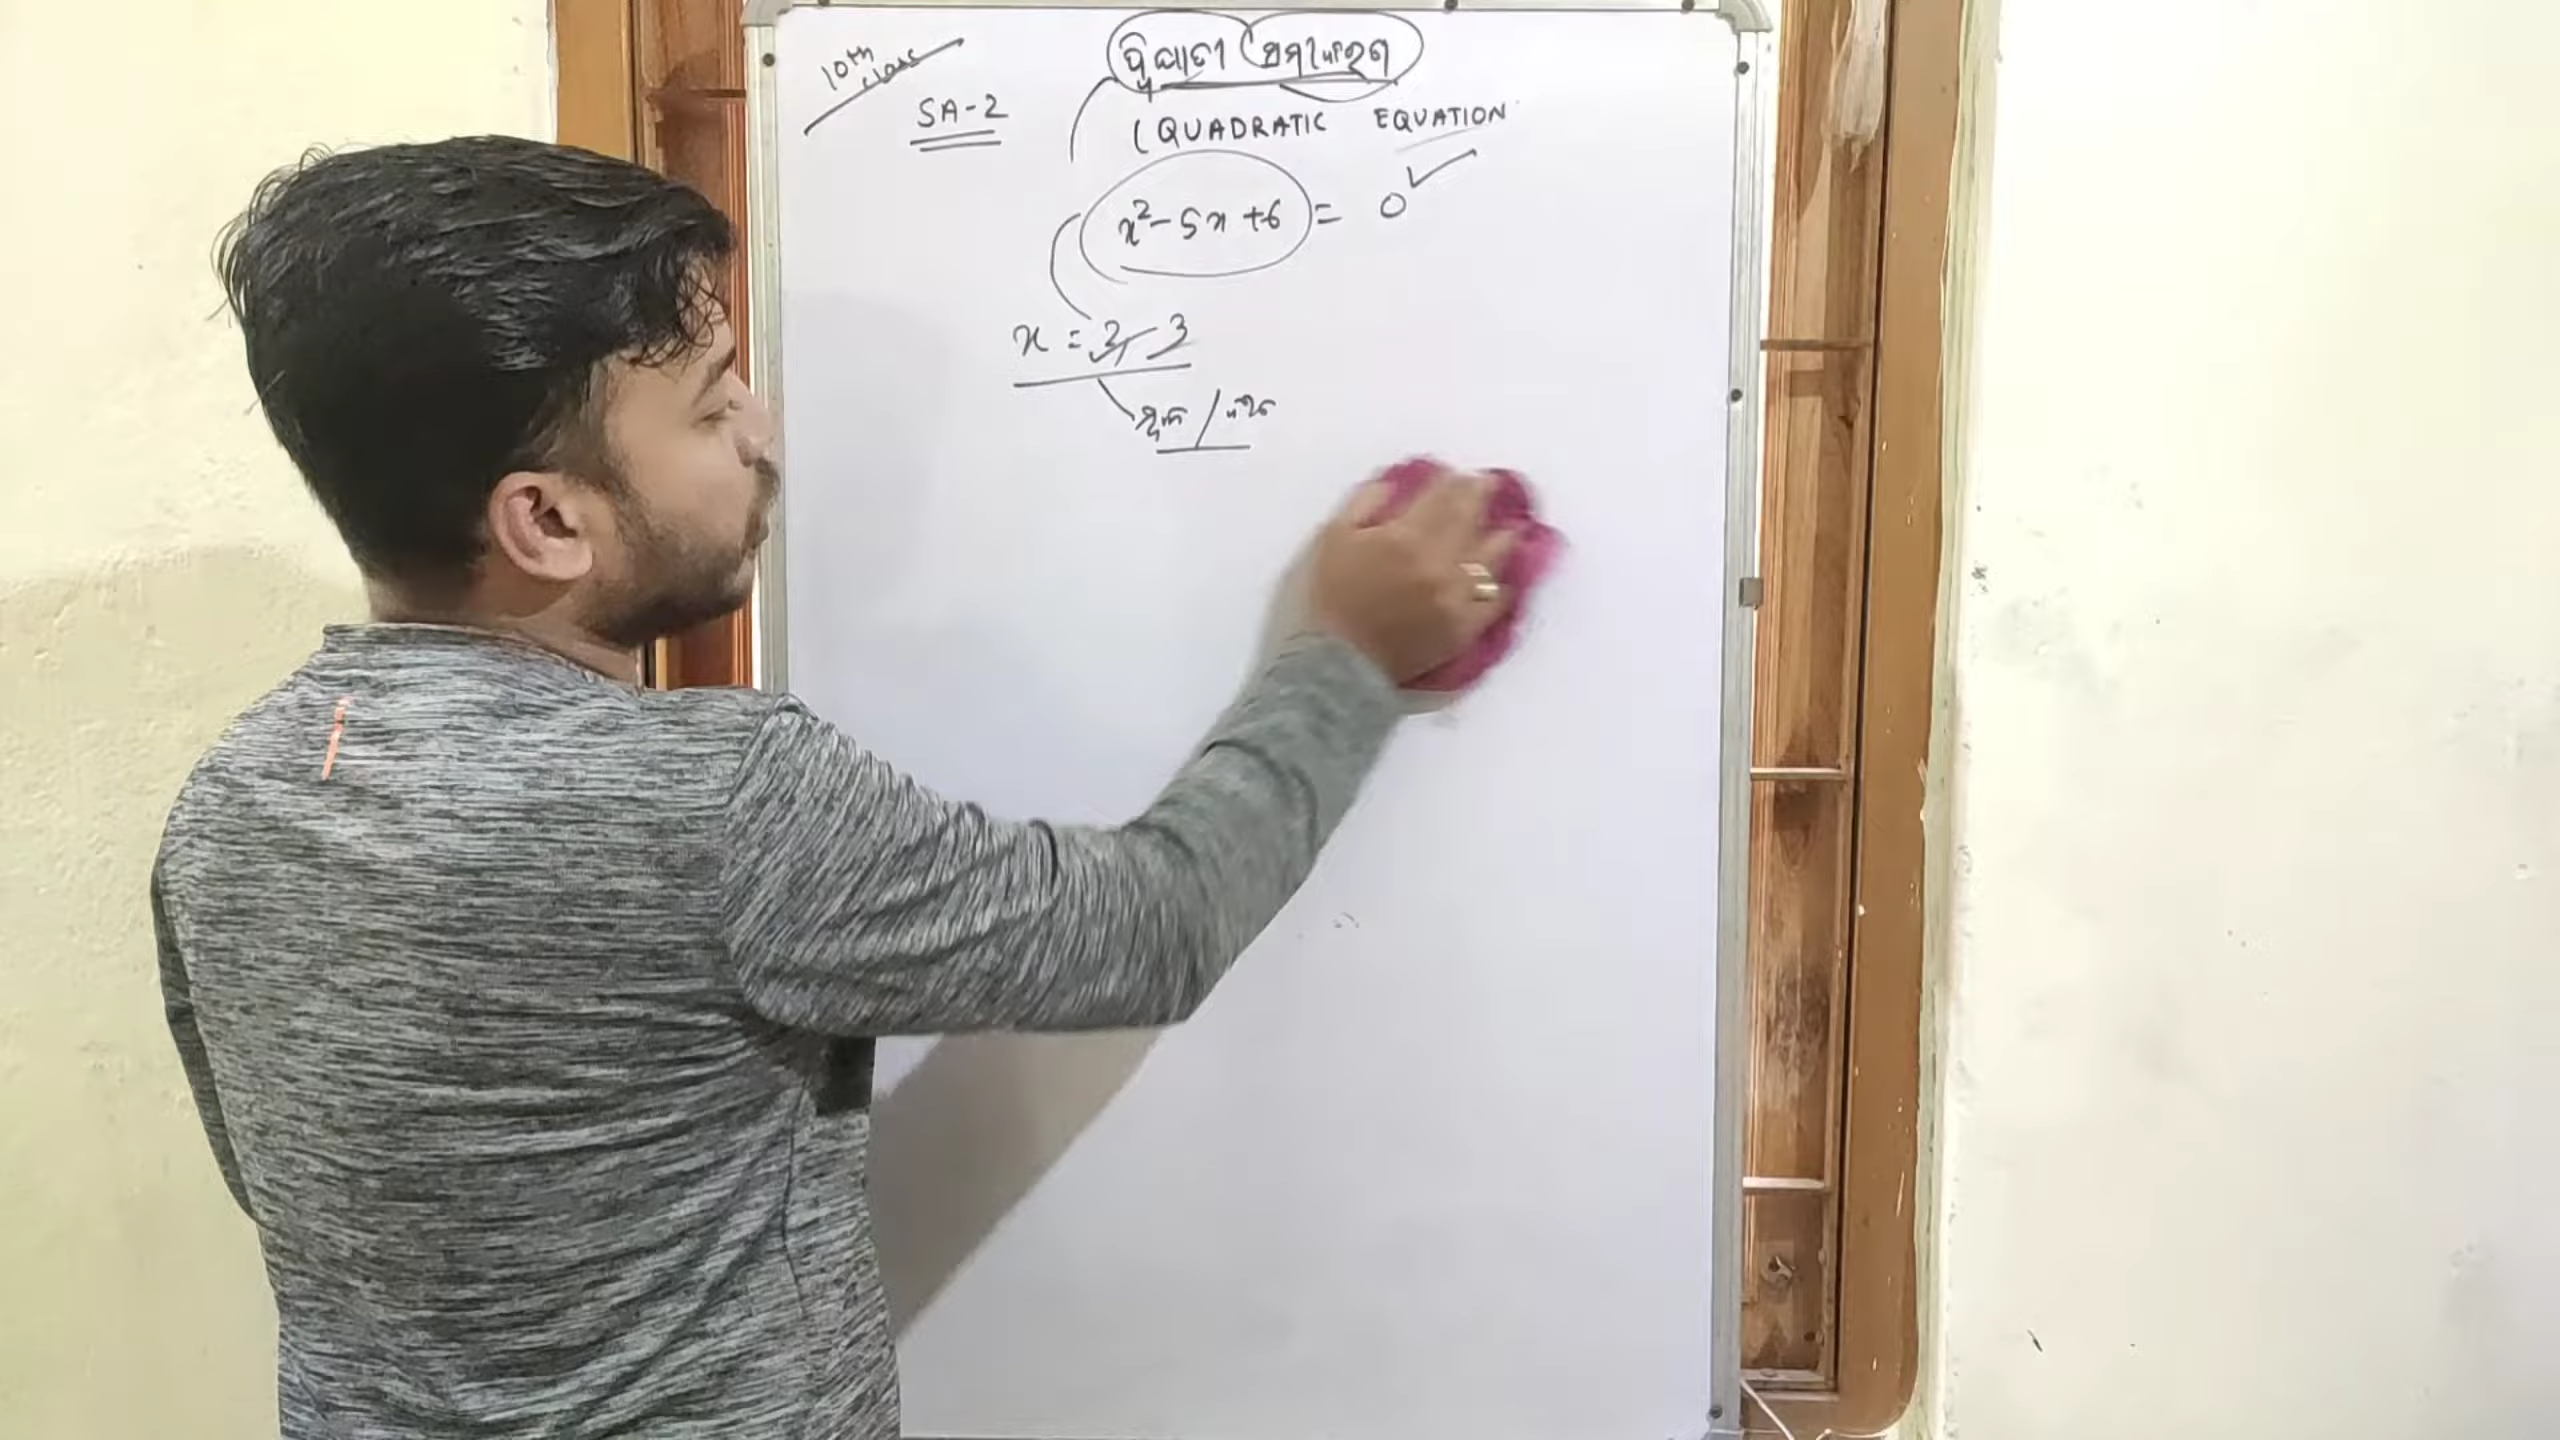 10th class
ଦ୍ୱିଘାତୀ ସମୀକରଣ
SA-2
(QUADRATIC EQUATION
x² - 5x + 6 = 0
x = 2, 3
ମୂଳ / ବୀଜ